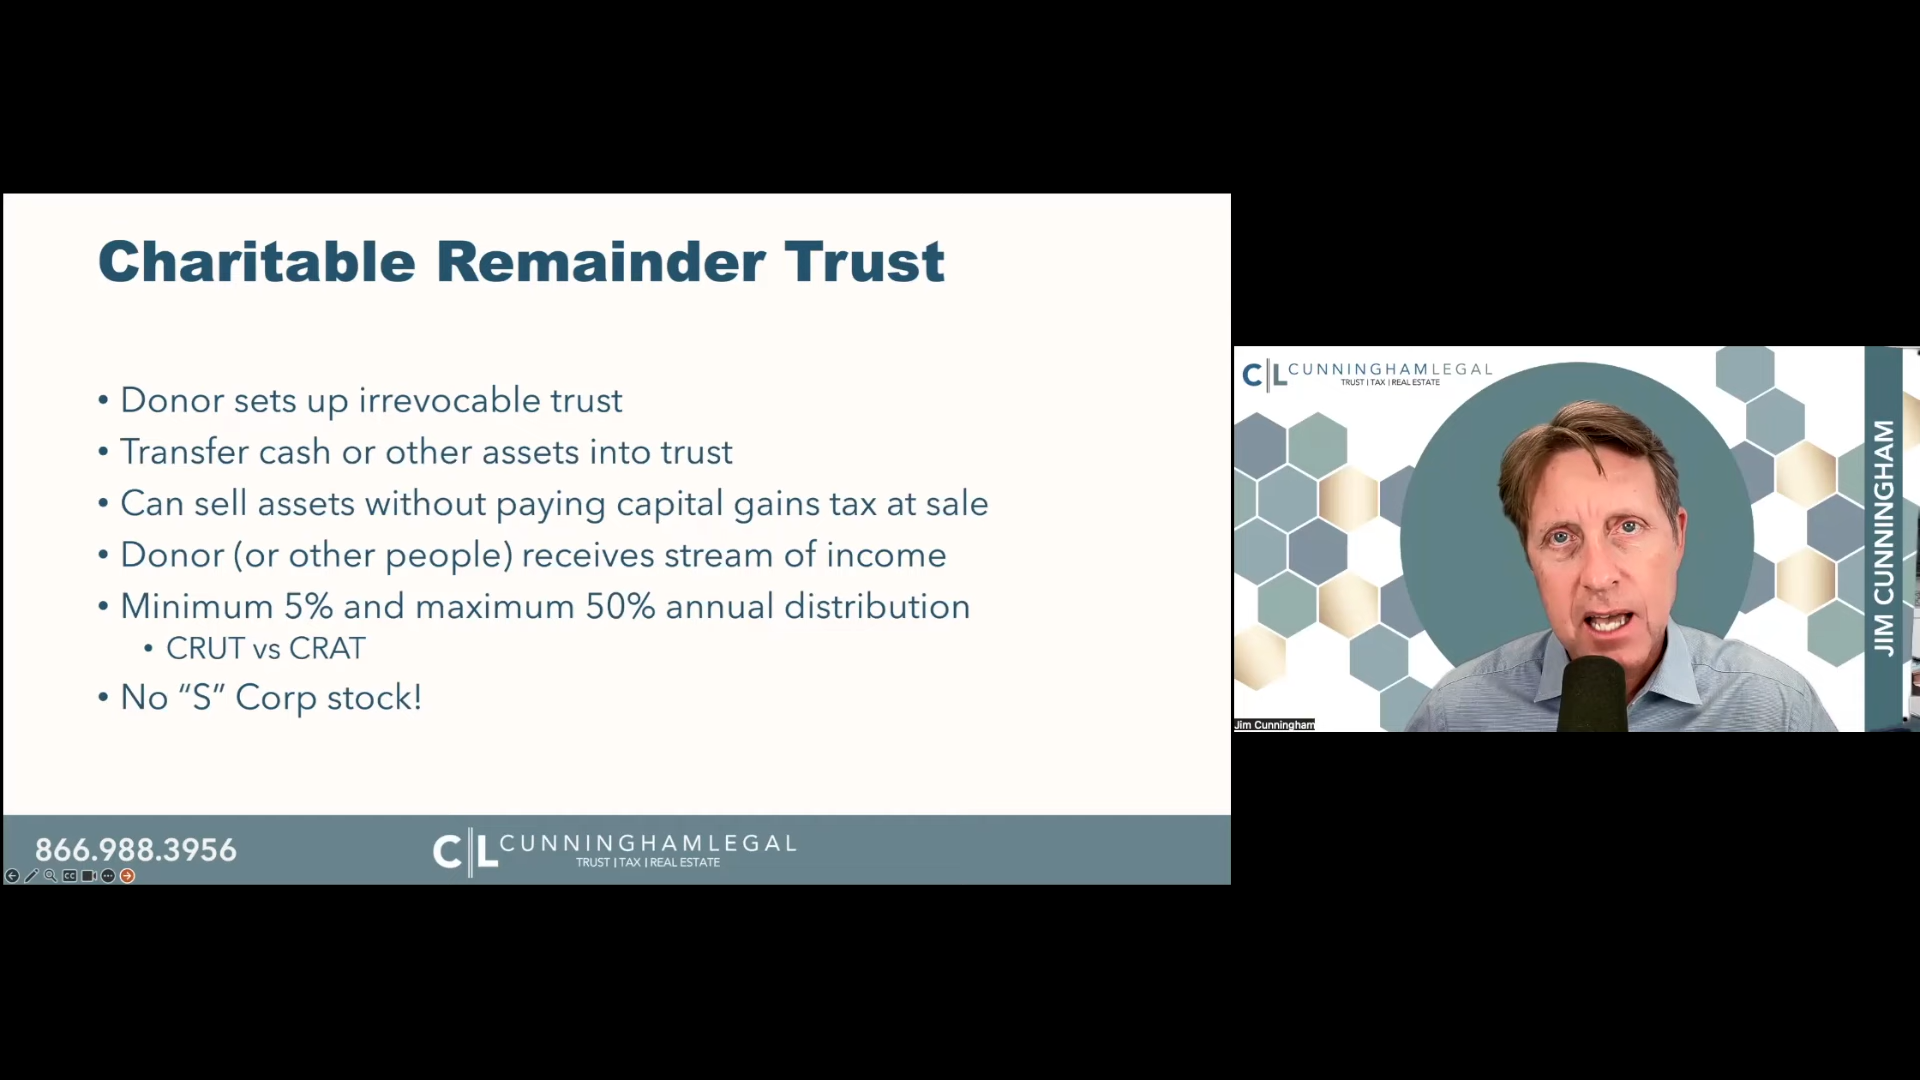 Charitable Remainder Trust
• Donor sets up irrevocable trust
• Transfer cash or other assets into trust
• Can sell assets without paying capital gains tax at sale
• Donor (or other people) receives stream of income
• Minimum 5% and maximum 50% annual distribution
• CRUT vs CRAT
• No “S” Corp stock!
866.988.3956
CL CUNNINGHAMLEGAL
TRUST | TAX | REAL ESTATE
CC
CL CUNNINGHAMLEGAL
TRUST | TAX | REAL ESTATE
JIM CUNNINGHAM
Jim Cunningham